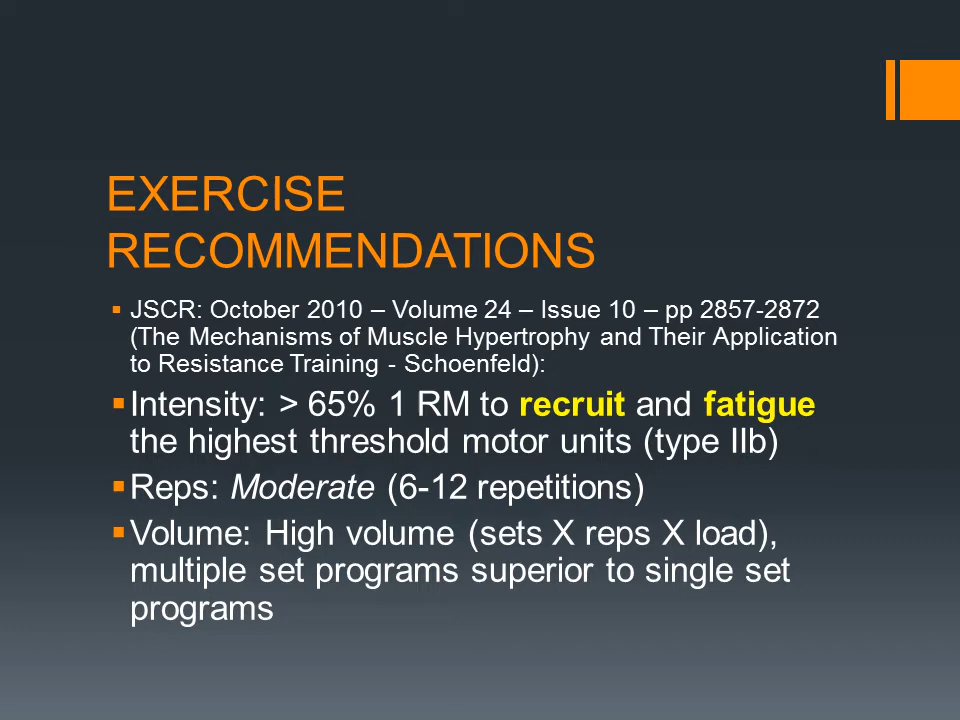 EXERCISE
RECOMMENDATIONS
▪ JSCR: October 2010 – Volume 24 – Issue 10 – pp 2857-2872
(The Mechanisms of Muscle Hypertrophy and Their Application
to Resistance Training - Schoenfeld):
▪ Intensity: > 65% 1 RM to recruit and fatigue
the highest threshold motor units (type IIb)
▪ Reps: Moderate (6-12 repetitions)
▪ Volume: High volume (sets X reps X load),
multiple set programs superior to single set
programs